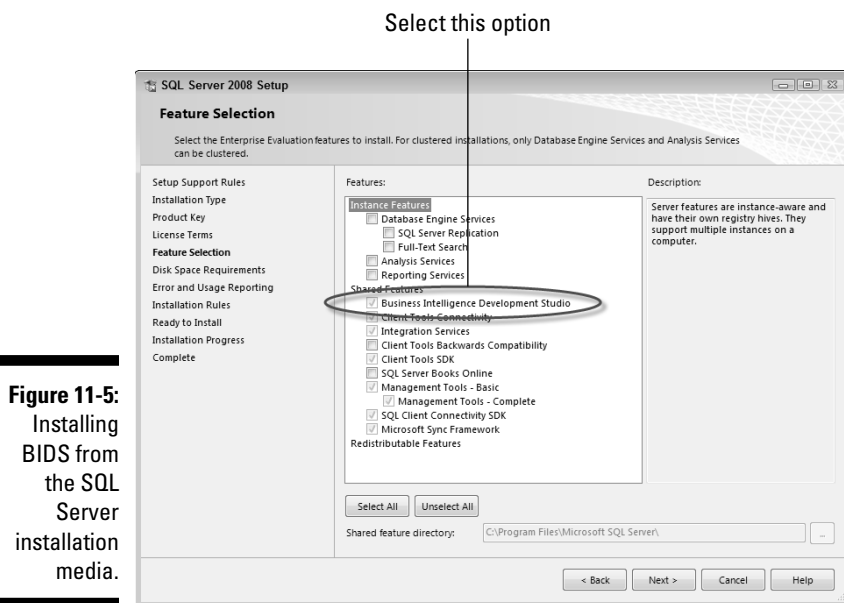 Select this option
SQL Server 2008 Setup
Feature Selection
Select the Enterprise Evaluation features to install. For clustered installations, only Database Engine Services and Analysis Services
can be clustered.
Setup Support Rules
Installation Type
Product Key
License Terms
Feature Selection
Disk Space Requirements
Error and Usage Reporting
Installation Rules
Ready to Install
Installation Progress
Complete
Features:
Instance Features
Database Engine Services
SQL Server Replication
Full-Text Search
Analysis Services
Reporting Services
Shared Features
Business Intelligence Development Studio
Client Tools Connectivity
Integration Services
Client Tools Backwards Compatibility
Client Tools SDK
SQL Server Books Online
Management Tools - Basic
Management Tools - Complete
SQL Client Connectivity SDK
Microsoft Sync Framework
Redistributable Features
Description:
Server features are instance-aware and
have their own registry hives. They
support multiple instances on a
computer.
Select All
Unselect All
Shared feature directory:
C:\Program Files\Microsoft SQL Server\
...
< Back
Next >
Cancel
Help
Figure 11-5:
Installing
BIDS from
the SQL
Server
installation
media.